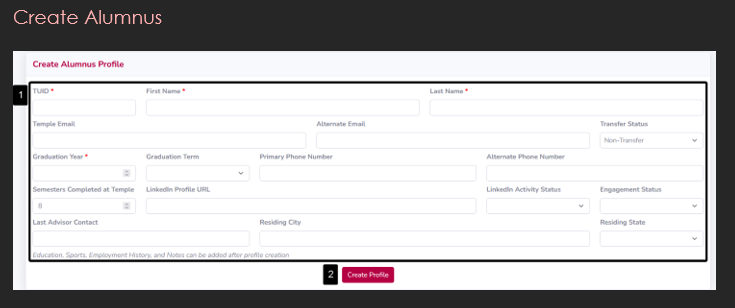 Create Alumnus
Create Alumnus Profile
1
TUID * First Name * Last Name *
Temple Email Alternate Email Transfer Status
Non-Transfer
Graduation Year * Graduation Term Primary Phone Number Alternate Phone Number
Semesters Completed at Temple LinkedIn Profile URL LinkedIn Activity Status Engagement Status
8
Last Advisor Contact Residing City Residing State
Education, Sports, Employment History, and Notes can be added after profile creation
2 Create Profile